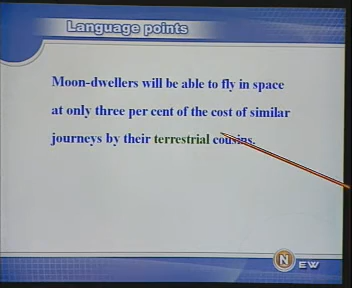 Language points
Moon-dwellers will be able to fly in space
at only three per cent of the cost of similar
journeys by their terrestrial cousins.
N EW